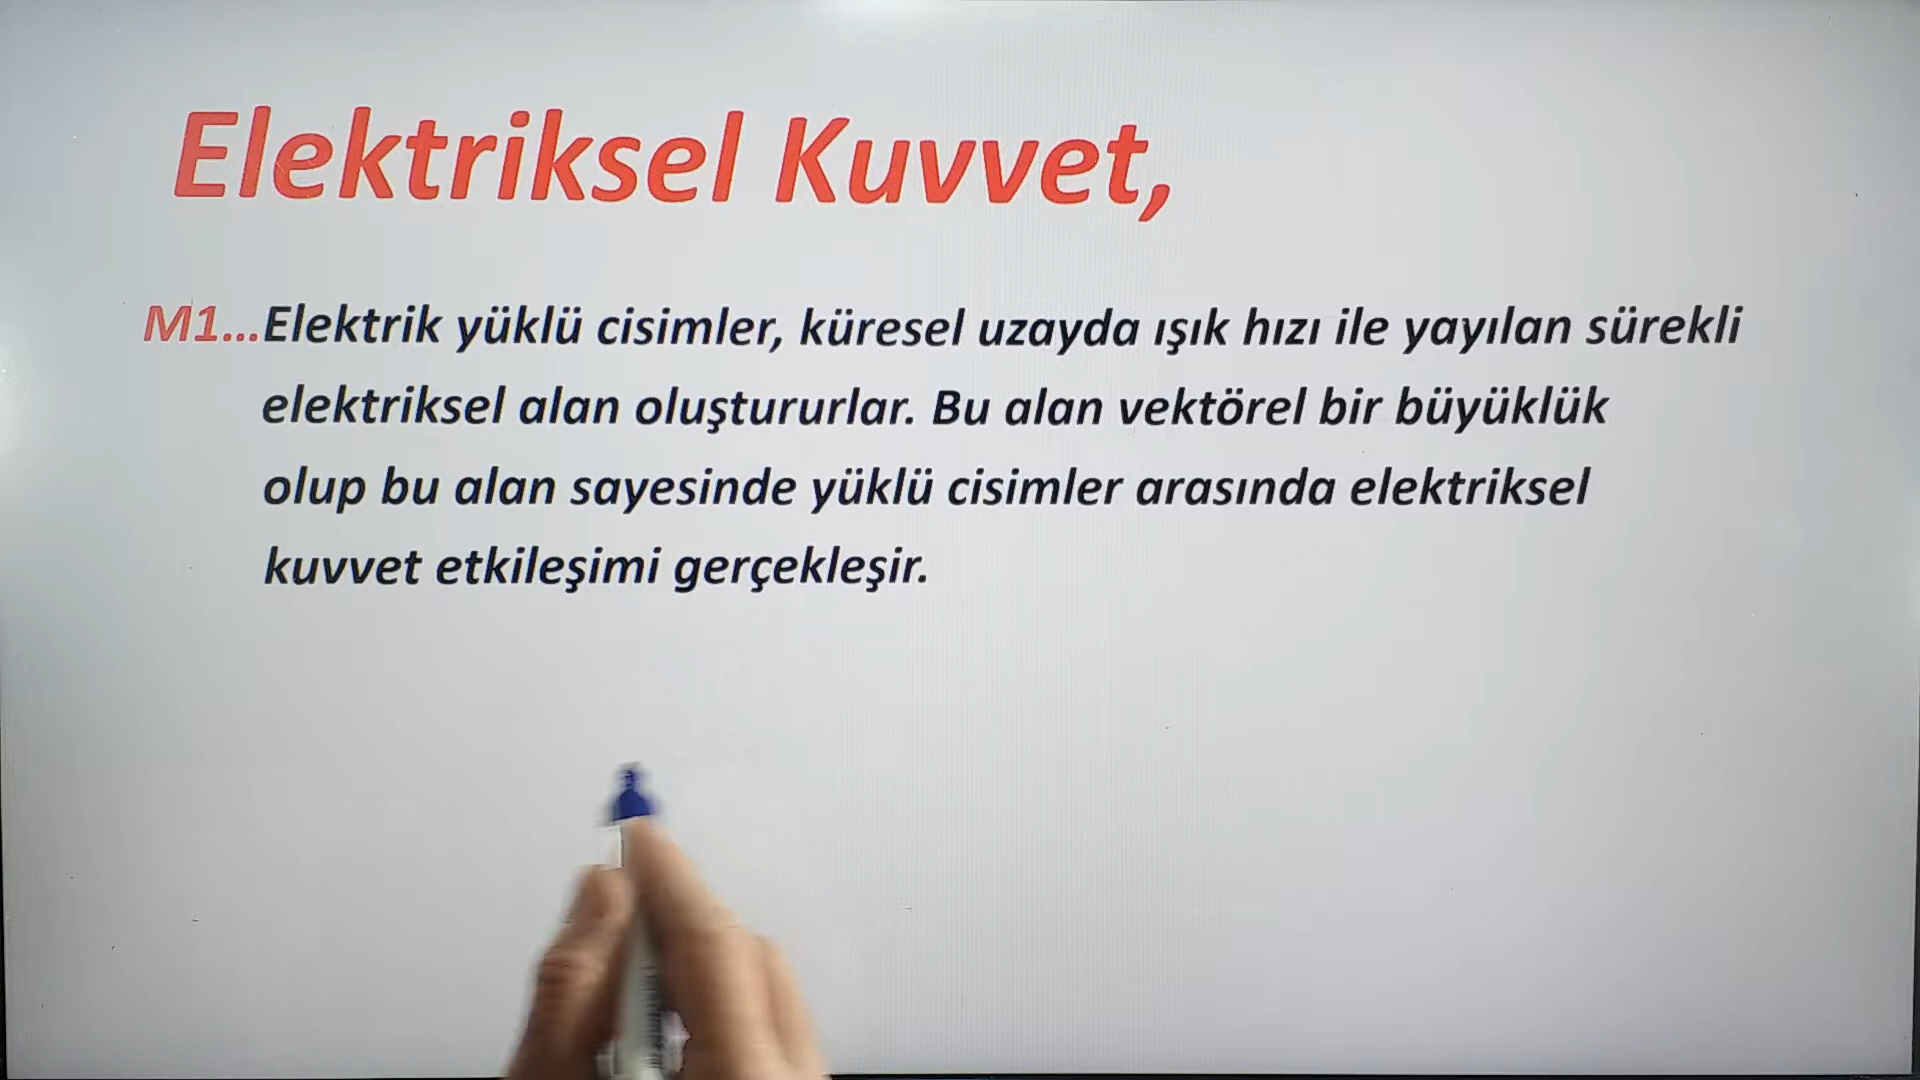 Elektriksel Kuvvet,
M1...Elektrik yüklü cisimler, küresel uzayda ışık hızı ile yayılan sürekli
elektriksel alan oluştururlar. Bu alan vektörel bir büyüklük
olup bu alan sayesinde yüklü cisimler arasında elektriksel
kuvvet etkileşimi gerçekleşir.